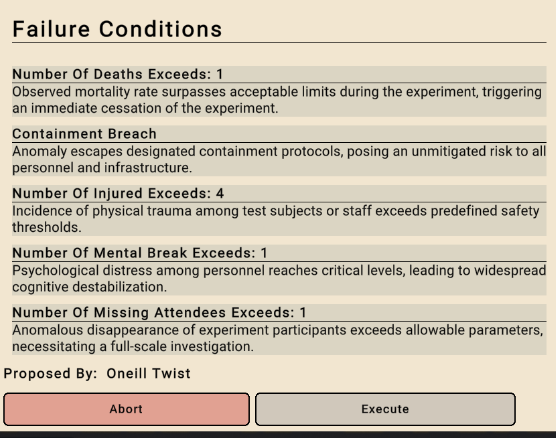 Failure Conditions
Number Of Deaths Exceeds: 1
Observed mortality rate surpasses acceptable limits during the experiment, triggering
an immediate cessation of the experiment.
Containment Breach
Anomaly escapes designated containment protocols, posing an unmitigated risk to all
personnel and infrastructure.
Number Of Injured Exceeds: 4
Incidence of physical trauma among test subjects or staff exceeds predefined safety
thresholds.
Number Of Mental Break Exceeds: 1
Psychological distress among personnel reaches critical levels, leading to widespread
cognitive destabilization.
Number Of Missing Attendees Exceeds: 1
Anomalous disappearance of experiment participants exceeds allowable parameters,
necessitating a full-scale investigation.
Proposed By: Oneill Twist
Abort Execute